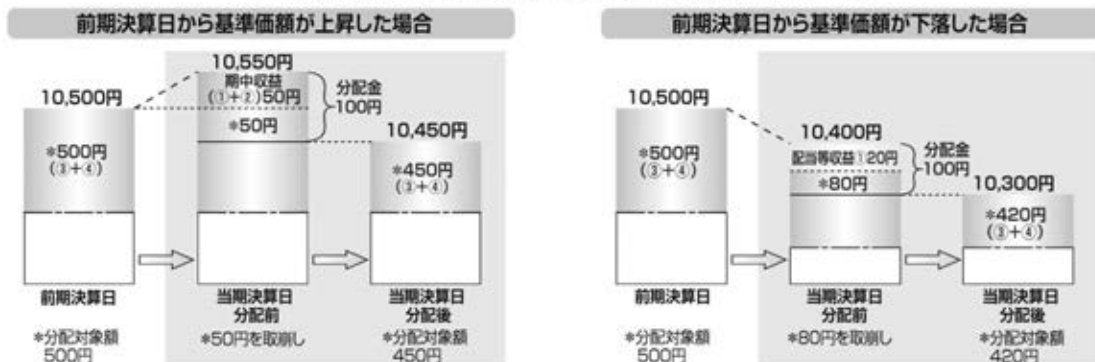 前期決算日から基準価額が上昇した場合
10,550円
期中収益
(①+②)50円
*50円
分配金
100円
10,500円
*500円
(③+④)
10,450円
*450円
(③+④)
前期決算日
当期決算日
分配前
当期決算日
分配後
*分配対象額
500円
*50円を取崩し
*分配対象額
450円
前期決算日から基準価額が下落した場合
10,500円
*500円
(③+④)
10,400円
配当等収益①20円
*80円
分配金
100円
10,300円
*420円
(③+④)
前期決算日
当期決算日
分配前
当期決算日
分配後
*分配対象額
500円
*80円を取崩し
*分配対象額
420円